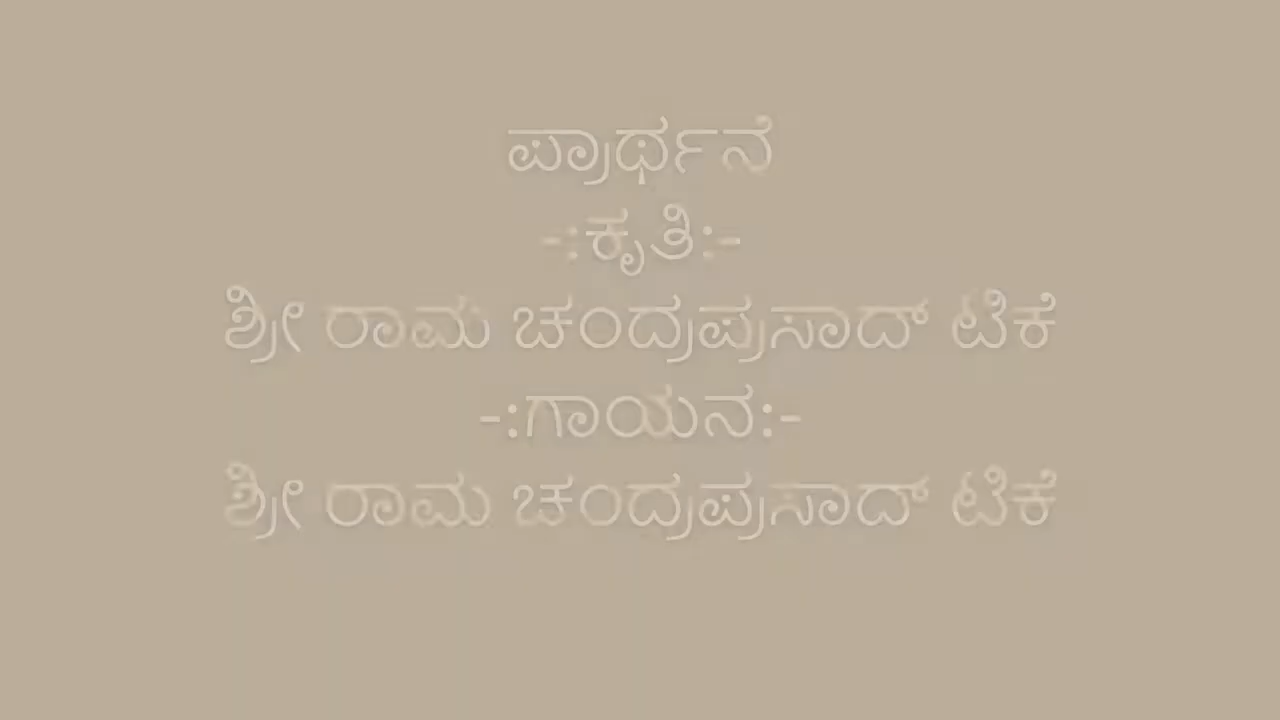 ಪ್ರಾರ್ಥನೆ
-:ಕೃತಿ:-
ಶ್ರೀ ರಾಮ ಚಂದ್ರಪ್ರಸಾದ್ ಟಿಕೆ
-:ಗಾಯನ:-
ಶ್ರೀ ರಾಮ ಚಂದ್ರಪ್ರಸಾದ್ ಟಿಕೆ